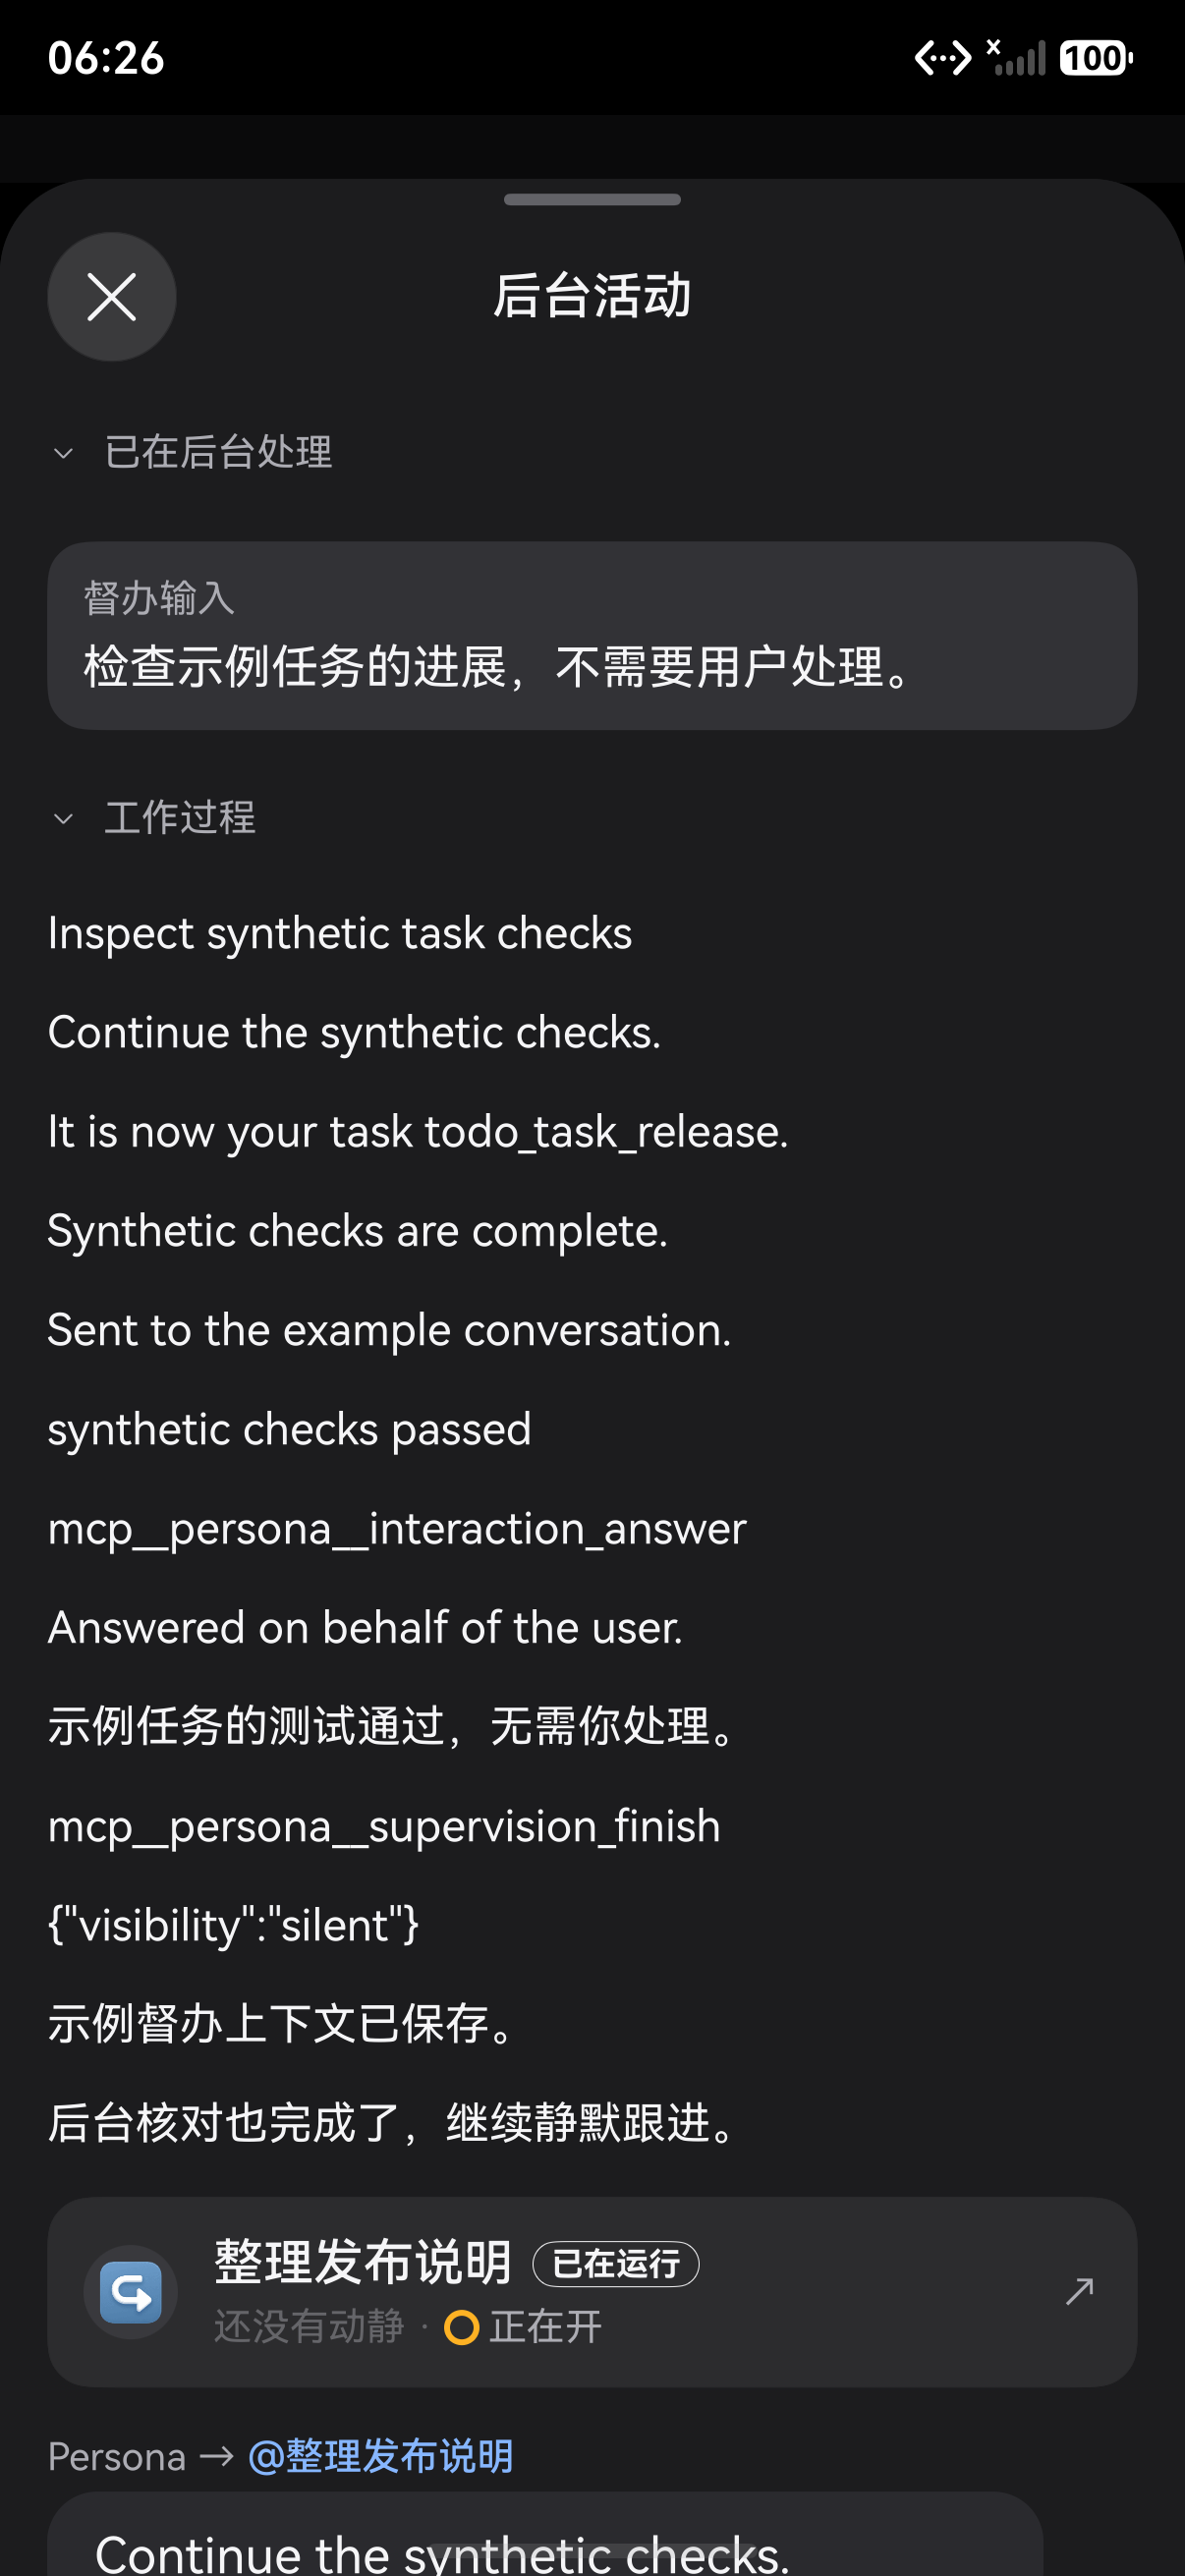 06:26
100
后台活动
已在后台处理
督办输入
检查示例任务的进展，不需要用户处理。
工作过程
Inspect synthetic task checks
Continue the synthetic checks.
It is now your task todo_task_release.
Synthetic checks are complete.
Sent to the example conversation.
synthetic checks passed
mcp__persona__interaction_answer
Answered on behalf of the user.
示例任务的测试通过，无需你处理。
mcp__persona__supervision_finish
{"visibility":"silent"}
示例督办上下文已保存。
后台核对也完成了，继续静默跟进。
整理发布说明 已在运行
还没有动静 · 正在开
Persona → @整理发布说明
Continue the synthetic checks.